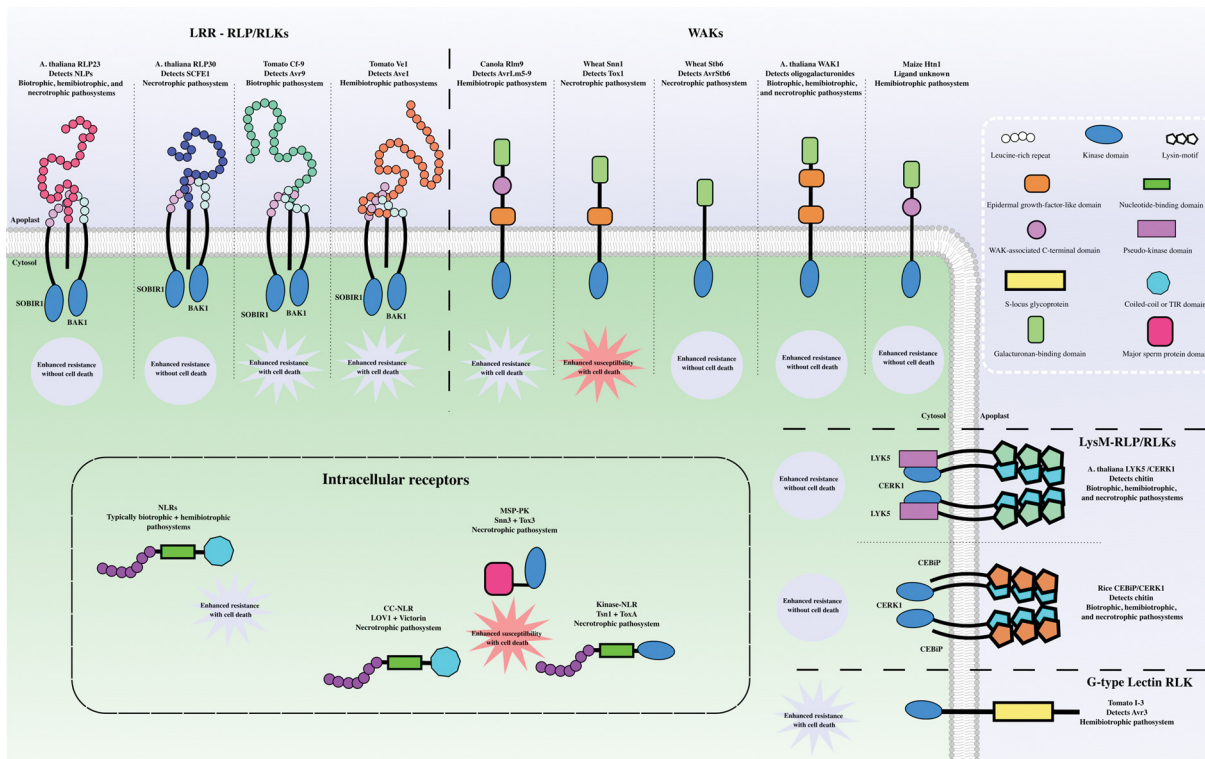 LRR - RLP/RLKs
WAKs
A. thaliana RLP23
Detects NLPs
Biotrophic, hemibiotrophic, and
necrotrophic pathosystems
A. thaliana RLP30
Detects SCFE1
Necrotrophic pathosystem
Tomato Cf-9
Detects Avr9
Biotrophic pathosystem
Tomato Ve1
Detects Ave1
Hemibiotrophic pathosystems
Canola Rlm9
Detects AvrLm5-9
Hemibiotropic pathosystem
Wheat Snn1
Detects Tox1
Necrotrophic pathosystem
Wheat Stb6
Detects AvrStb6
Necrotrophic pathosystem
A. thaliana WAK1
Detects oligogalacturonides
Biotrophic, hemibiotrophic,
and necrotrophic pathosystems
Maize Htn1
Ligand unknown
Hemibiotrophic pathosystem
Apoplast
Cytosol
SOBIR1
BAK1
SOBIR1
BAK1
SOBIR1
BAK1
SOBIR1
BAK1
Enhanced resistance
without cell death
Enhanced resistance
without cell death
Enhanced resistance
with cell death
Enhanced resistance
with cell death
Enhanced resistance
with cell death
Enhanced susceptibility
with cell death
Enhanced resistance
without cell death
Enhanced resistance
without cell death
Enhanced resistance
without cell death
Leucine-rich repeat
Kinase domain
Lysin-motif
Epidermal growth-factor-like domain
Nucleotide-binding domain
WAK-associated C-terminal domain
Pseudo-kinase domain
S-locus glycoprotein
Coiled-coil or TIR domain
Galacturonan-binding domain
Major sperm protein domain
Cytosol
Apoplast
LysM-RLP/RLKs
LYK5
CERK1
LYK5
Enhanced resistance
without cell death
A. thaliana LYK5 /CERK1
Detects chitin
Biotrophic, hemibiotrophic,
and necrotrophic pathosystems
CEBiP
CERK1
CEBiP
Enhanced resistance
without cell death
Rice CEBiP/CERK1
Detects chitin
Biotrophic, hemibiotrophic,
and necrotrophic pathosystems
G-type Lectin RLK
Tomato I-3
Detects Avr3
Hemibiotrophic pathosystem
Enhanced resistance
with cell death
Intracellular receptors
NLRs
Typically biotrophic + hemibiotrophic
pathosystems
Enhanced resistance
with cell death
MSP-PK
Snn3 + Tox3
Necrotrophic pathosystem
CC-NLR
LOV1 + Victorin
Necrotrophic pathosystem
Enhanced susceptibility
with cell death
Kinase-NLR
Tsn1 + ToxA
Necrotrophic pathosystem